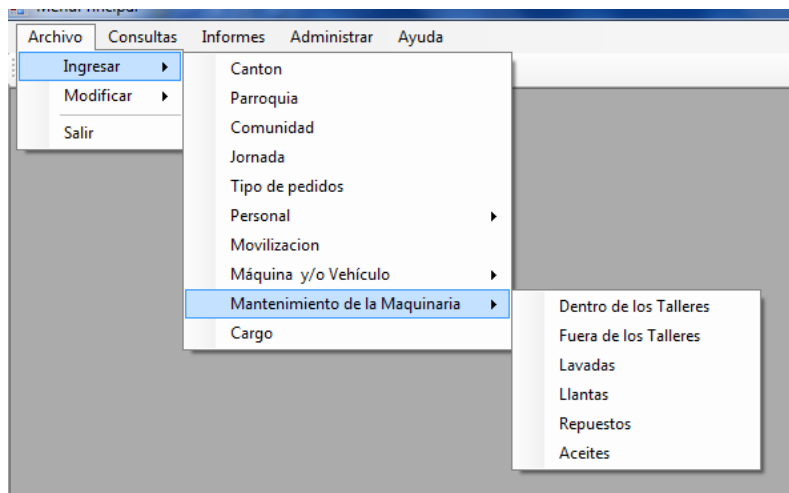 Archivo Consultas Informes Administrar Ayuda
Ingresar
Modificar
Salir
Canton
Parroquia
Comunidad
Jornada
Tipo de pedidos
Personal
Movilizacion
Máquina y/o Vehículo
Mantenimiento de la Maquinaria
Cargo
Dentro de los Talleres
Fuera de los Talleres
Lavadas
Llantas
Repuestos
Aceites